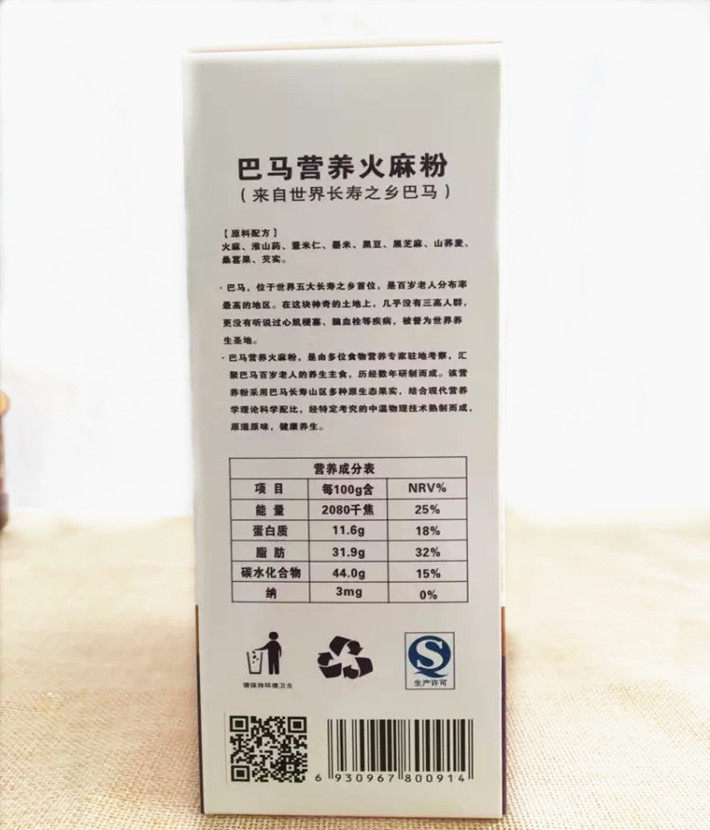 巴马营养火麻粉
（来自世界长寿之乡巴马）
【原料配方】
火麻、淮山药、薏米仁、墨米、黑豆、黑芝麻、山荞麦、
桑葚果、芡实。
·巴马，位于世界五大长寿之乡首位，是百岁老人分布率
最高的地区。在这块神奇的土地上，几乎没有三高人群，
更没有听说过心肌梗塞、脑血栓等疾病，被誉为世界养
生圣地。
·巴马营养火麻粉，是由多位食物营养专家驻地考察，汇
聚巴马百岁老人的养生主食，历经数年研制而成。该营
养粉采用巴马长寿山区多种原生态果实，结合现代营养
学理论科学配比，经特定考究的中温物理技术熟制而成，
原滋原味，健康养生。
营养成分表
项 目 每100g含 NRV%
能 量 2080千焦 25%
蛋白质 11.6g 18%
脂 肪 31.9g 32%
碳水化合物 44.0g 15%
纳 3mg 0%
请保持环境卫生
生产许可
6 930967 800914